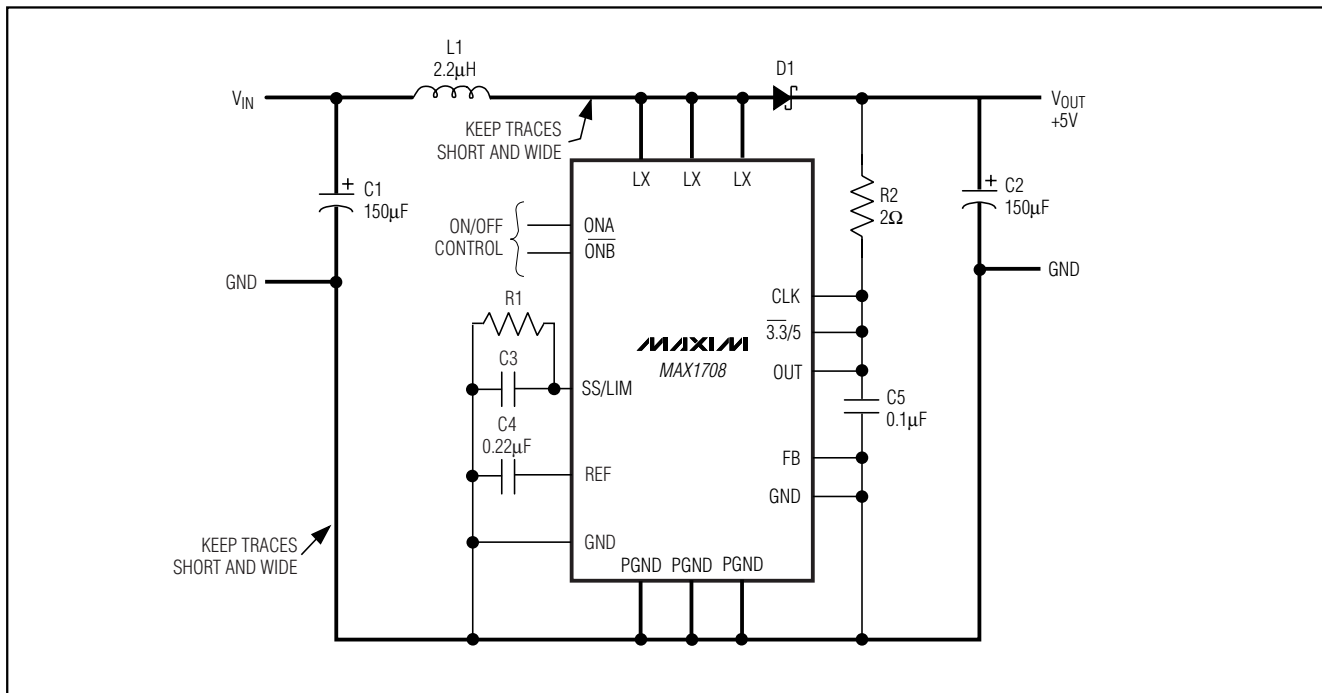 L1
2.2μH
D1
VIN
VOUT
+5V
KEEP TRACES
SHORT AND WIDE
LX LX LX
C1
150μF
R2
2Ω
C2
150μF
ON/OFF
CONTROL
ONA
ONB
GND
GND
CLK
R1
3.3/5
MAXIM
MAX1708
OUT
C3
SS/LIM
C5
0.1μF
C4
0.22μF
FB
REF
GND
GND
KEEP TRACES
SHORT AND WIDE
PGND PGND PGND